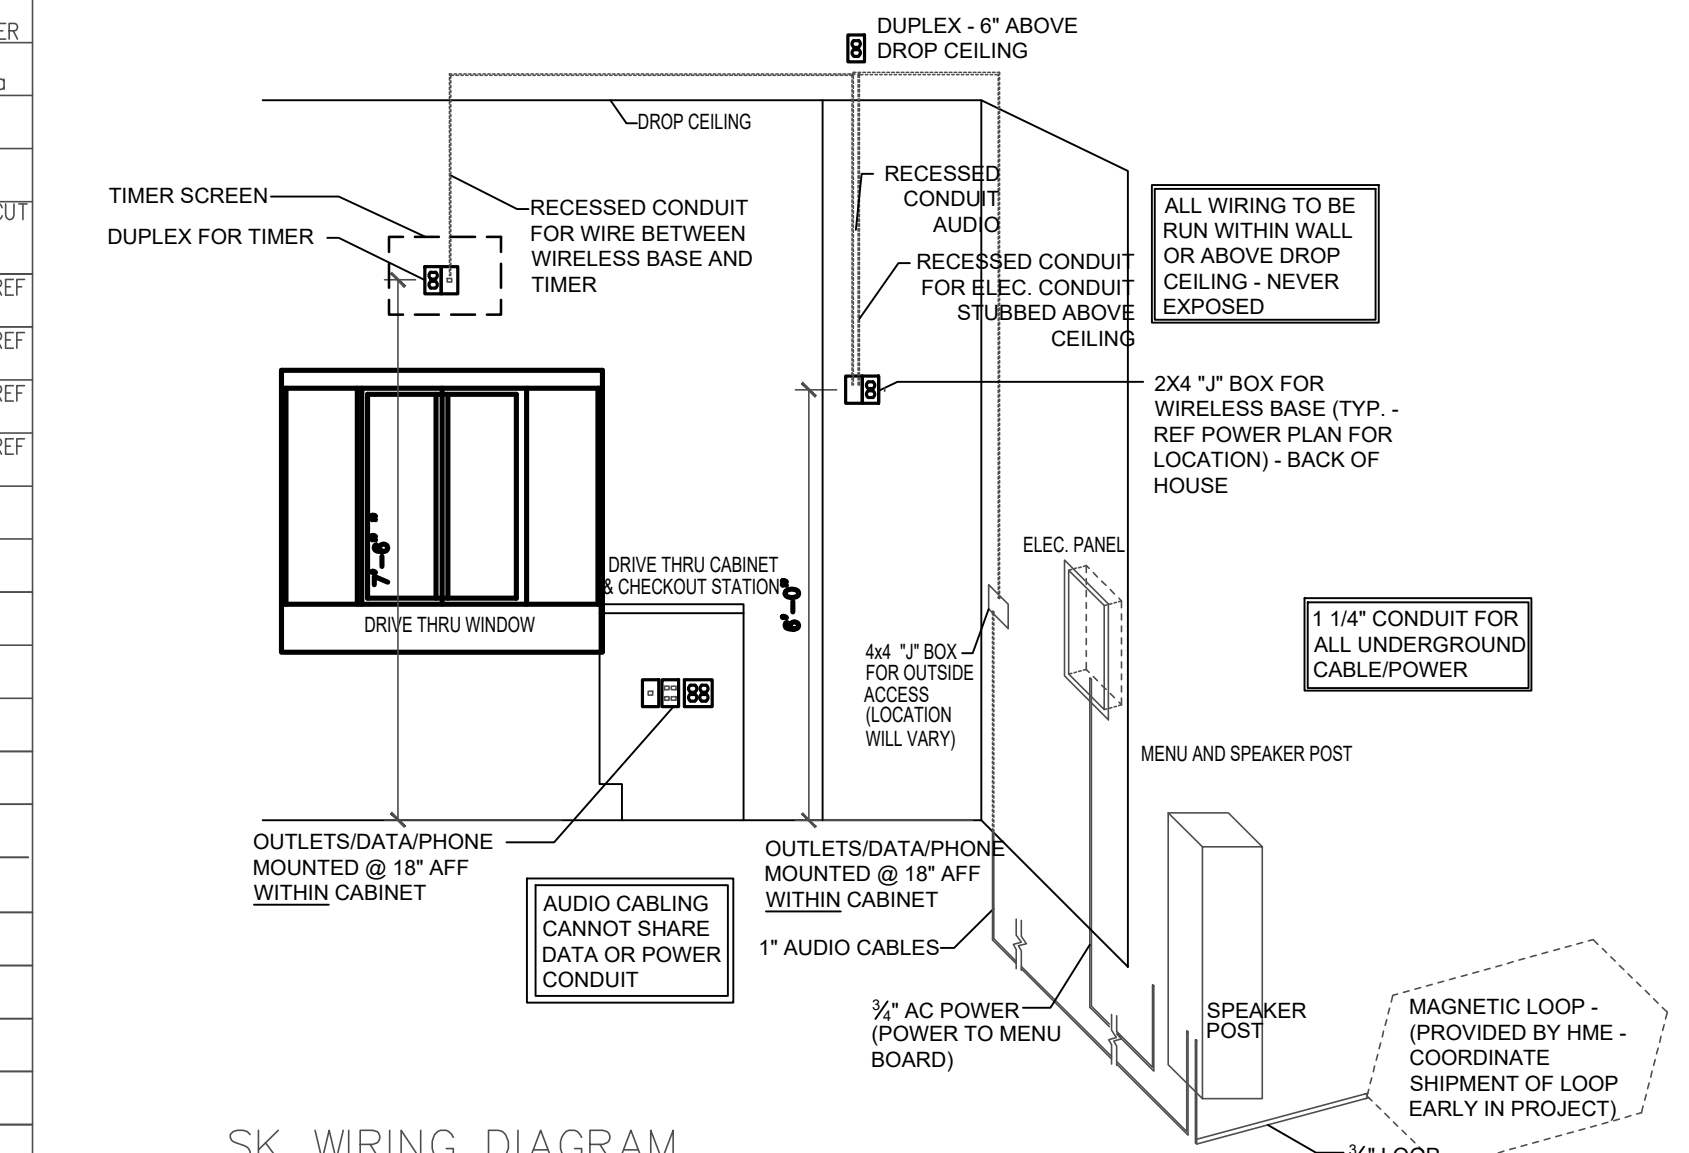 DUPLEX - 6" ABOVE
DROP CEILING
DROP CEILING
TIMER SCREEN
DUPLEX FOR TIMER
RECESSED CONDUIT
FOR WIRE BETWEEN
WIRELESS BASE AND
TIMER
RECESSED
CONDUIT
AUDIO
RECESSED CONDUIT
FOR ELEC. CONDUIT
STUBBED ABOVE
CEILING
ALL WIRING TO BE
RUN WITHIN WALL
OR ABOVE DROP
CEILING - NEVER
EXPOSED
2X4 "J" BOX FOR
WIRELESS BASE (TYP. -
REF POWER PLAN FOR
LOCATION) - BACK OF
HOUSE
7'-6"
6'-0"
DRIVE THRU CABINET
& CHECKOUT STATION
DRIVE THRU WINDOW
ELEC. PANEL
4x4 "J" BOX
FOR OUTSIDE
ACCESS
(LOCATION
WILL VARY)
1 1/4" CONDUIT FOR
ALL UNDERGROUND
CABLE/POWER
MENU AND SPEAKER POST
OUTLETS/DATA/PHONE
MOUNTED @ 18" AFF
WITHIN CABINET
OUTLETS/DATA/PHONE
MOUNTED @ 18" AFF
WITHIN CABINET
AUDIO CABLING
CANNOT SHARE
DATA OR POWER
CONDUIT
1" AUDIO CABLES
¾" AC POWER
(POWER TO MENU
BOARD)
SPEAKER
POST
MAGNETIC LOOP -
(PROVIDED BY HME -
COORDINATE
SHIPMENT OF LOOP
EARLY IN PROJECT)
¾" LOOP
SK WIRING DIAGRAM
ER
CUT
REF
REF
REF
REF